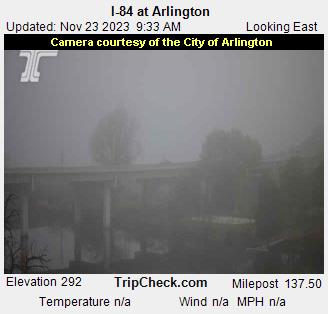 I-84 at Arlington
Updated: Nov 23 2023 9:33 AM Looking East
Camera courtesy of the City of Arlington
Elevation 292 TripCheck.com Milepost 137.50
Temperature n/a Wind n/a MPH n/a